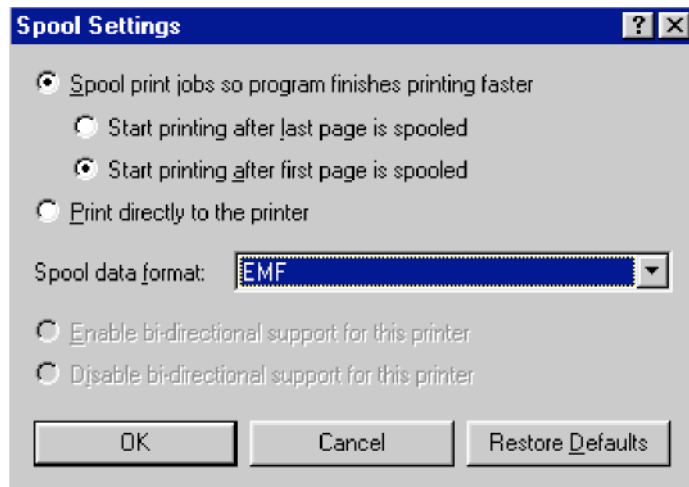 Spool Settings
Spool print jobs so program finishes printing faster
Start printing after last page is spooled
Start printing after first page is spooled
Print directly to the printer
Spool data format: EMF
Enable bi-directional support for this printer
Disable bi-directional support for this printer
OK Cancel Restore Defaults